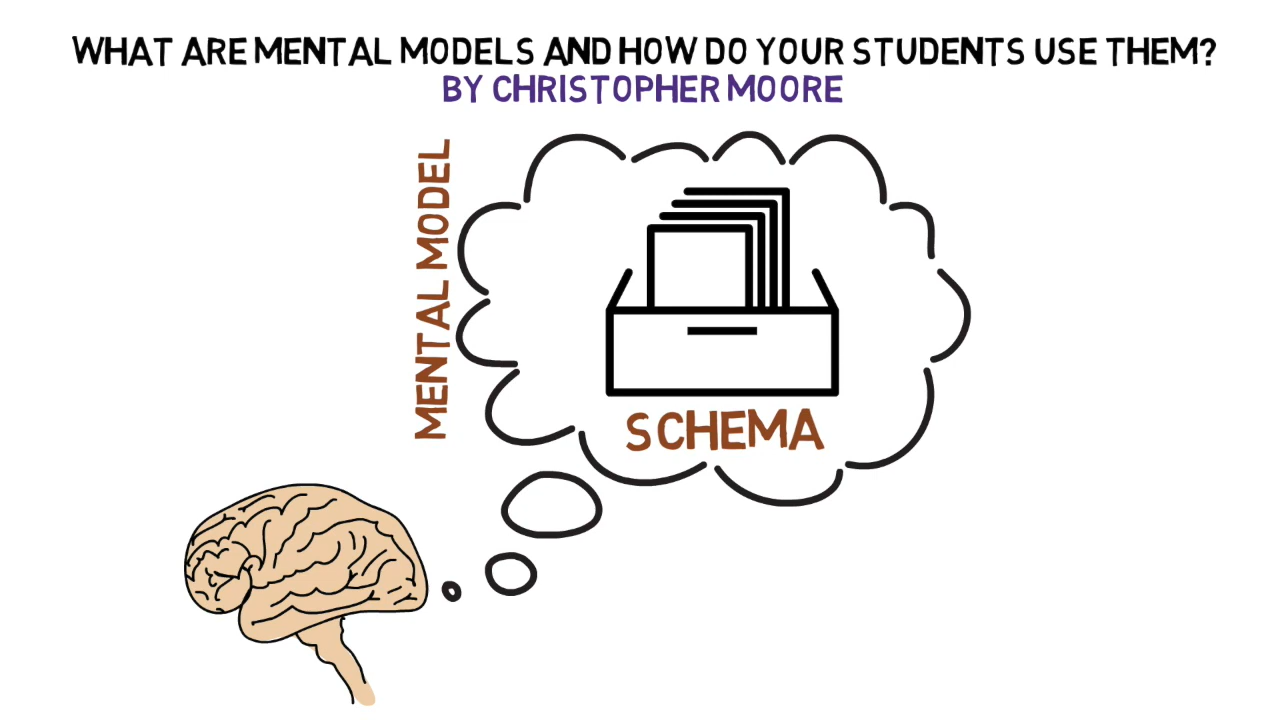 WHAT ARE MENTAL MODELS AND HOW DO YOUR STUDENTS USE THEM?
BY CHRISTOPHER MOORE
MENTAL MODEL
SCHEMA